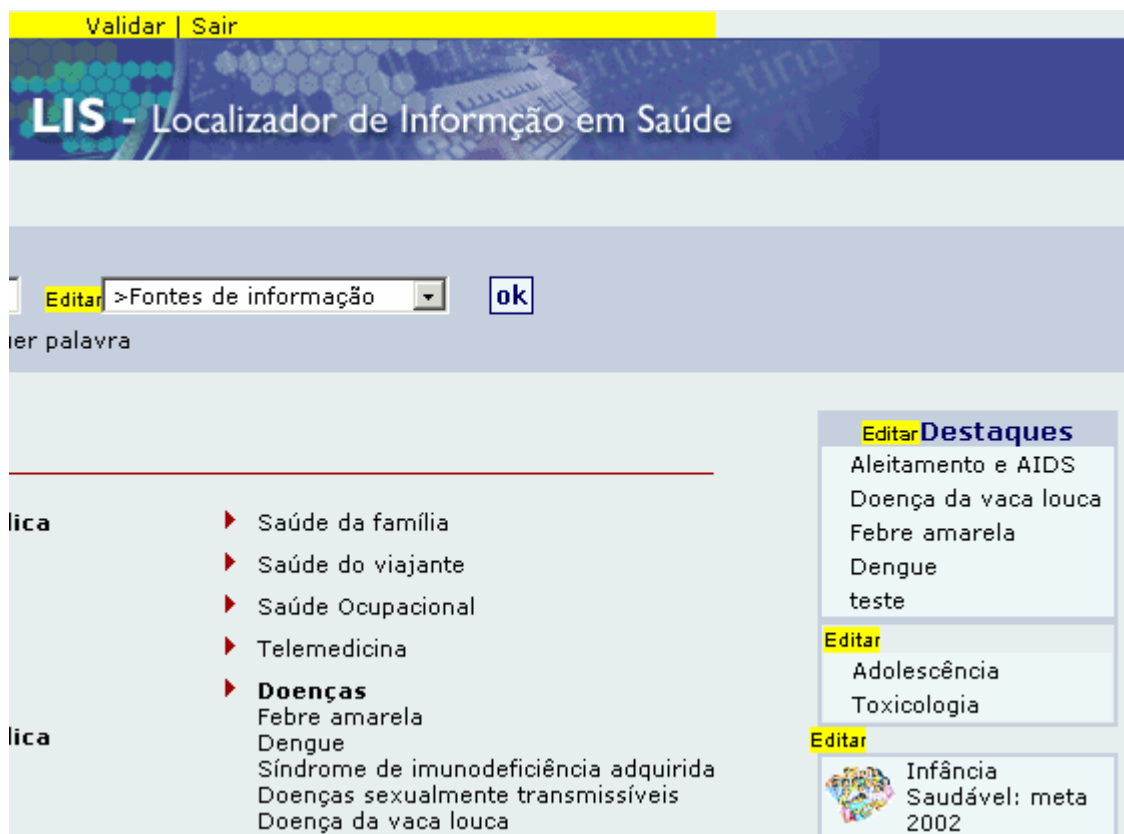 Validar | Sair
LIS - Localizador de Informção em Saúde
Editar >Fontes de informação ok
er palavra
Editar Destaques
Aleitamento e AIDS
Doença da vaca louca
Febre amarela
Dengue
teste
Editar
Adolescência
Toxicologia
Editar
Infância
Saudável: meta
2002
lica
Saúde da família
Saúde do viajante
Saúde Ocupacional
Telemedicina
Doenças
Febre amarela
lica
Dengue
Síndrome de imunodeficiência adquirida
Doenças sexualmente transmissíveis
Doença da vaca louca